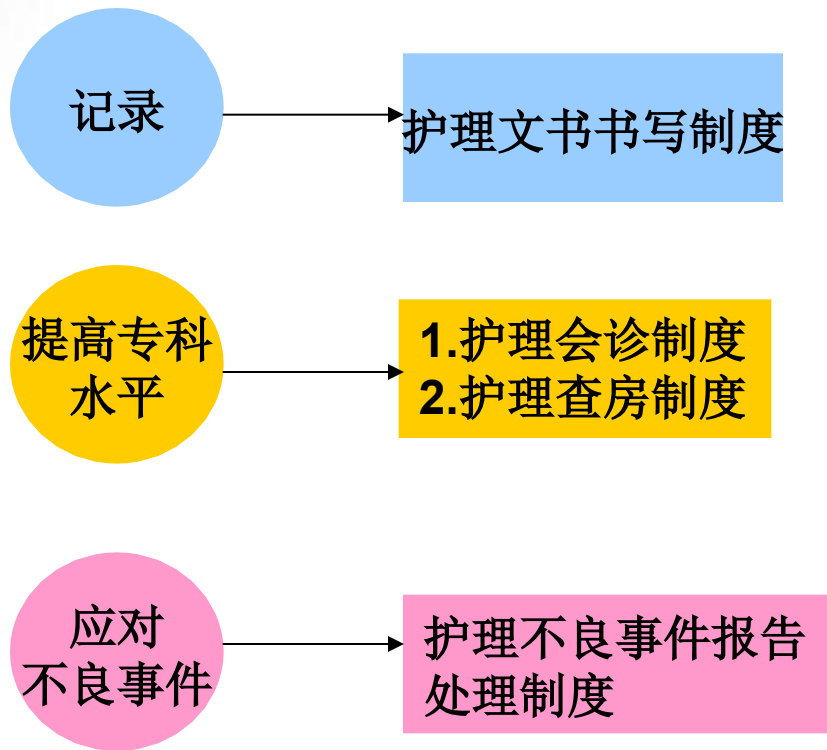 记录
护理文书书写制度
提高专科
水平
1.护理会诊制度
2.护理查房制度
应对
不良事件
护理不良事件报告
处理制度